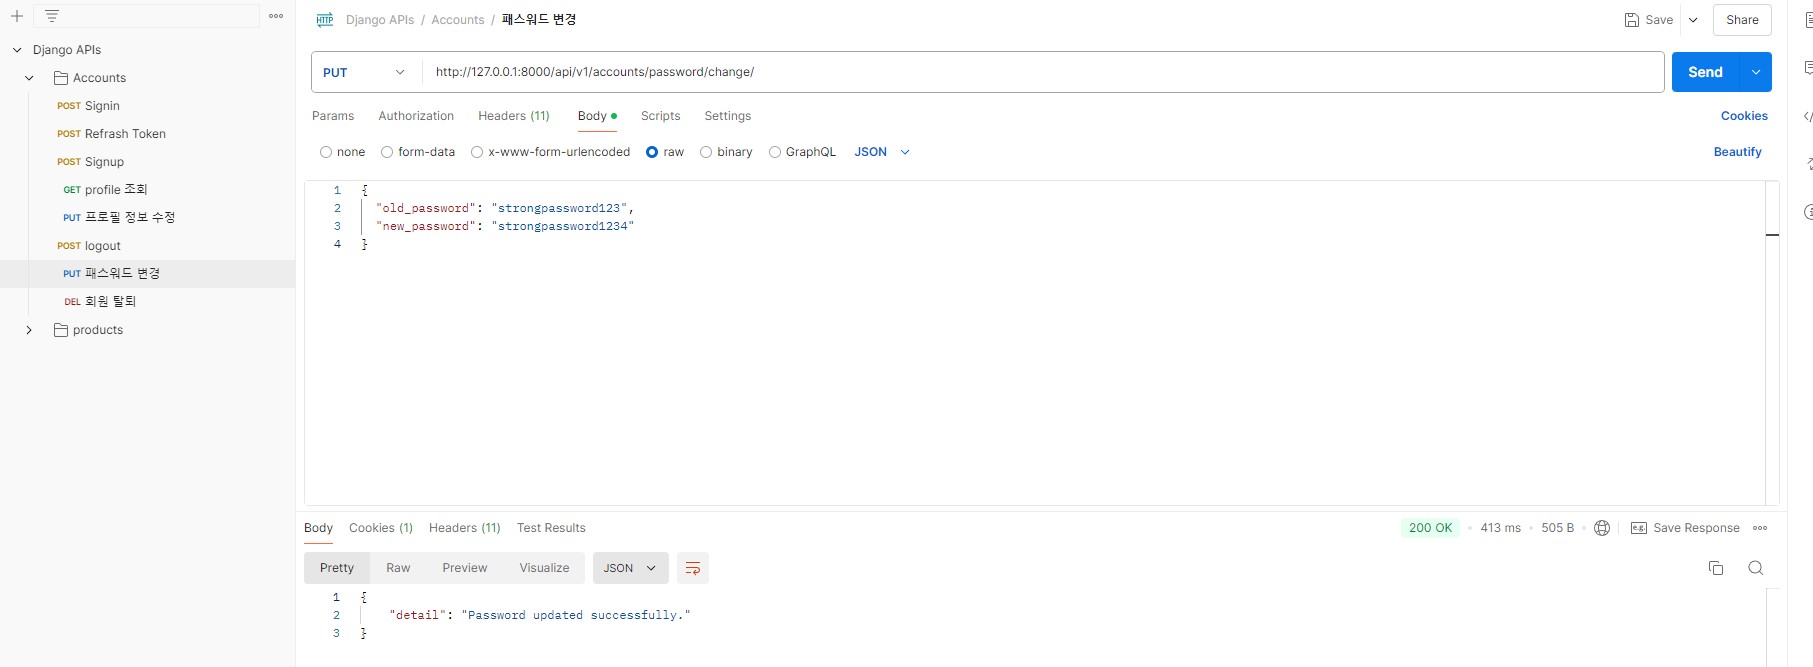 Django APIs
Accounts
POST Signin
POST Refrash Token
POST Signup
GET profile 조회
PUT 프로필 정보 수정
POST logout
PUT 패스워드 변경
DEL 회원 탈퇴
products
HTTP Django APIs / Accounts / 패스워드 변경
Save Share
PUT http://127.0.0.1:8000/api/v1/accounts/password/change/ Send
Params Authorization Headers (11) Body Scripts Settings Cookies
none form-data x-www-form-urlencoded raw binary GraphQL JSON Beautify
1 {
2 "old_password": "strongpassword123",
3 "new_password": "strongpassword1234"
4 }
Body Cookies (1) Headers (11) Test Results 200 OK • 413 ms • 505 B • e.g. Save Response
Pretty Raw Preview Visualize JSON
1 {
2 "detail": "Password updated successfully."
3 }